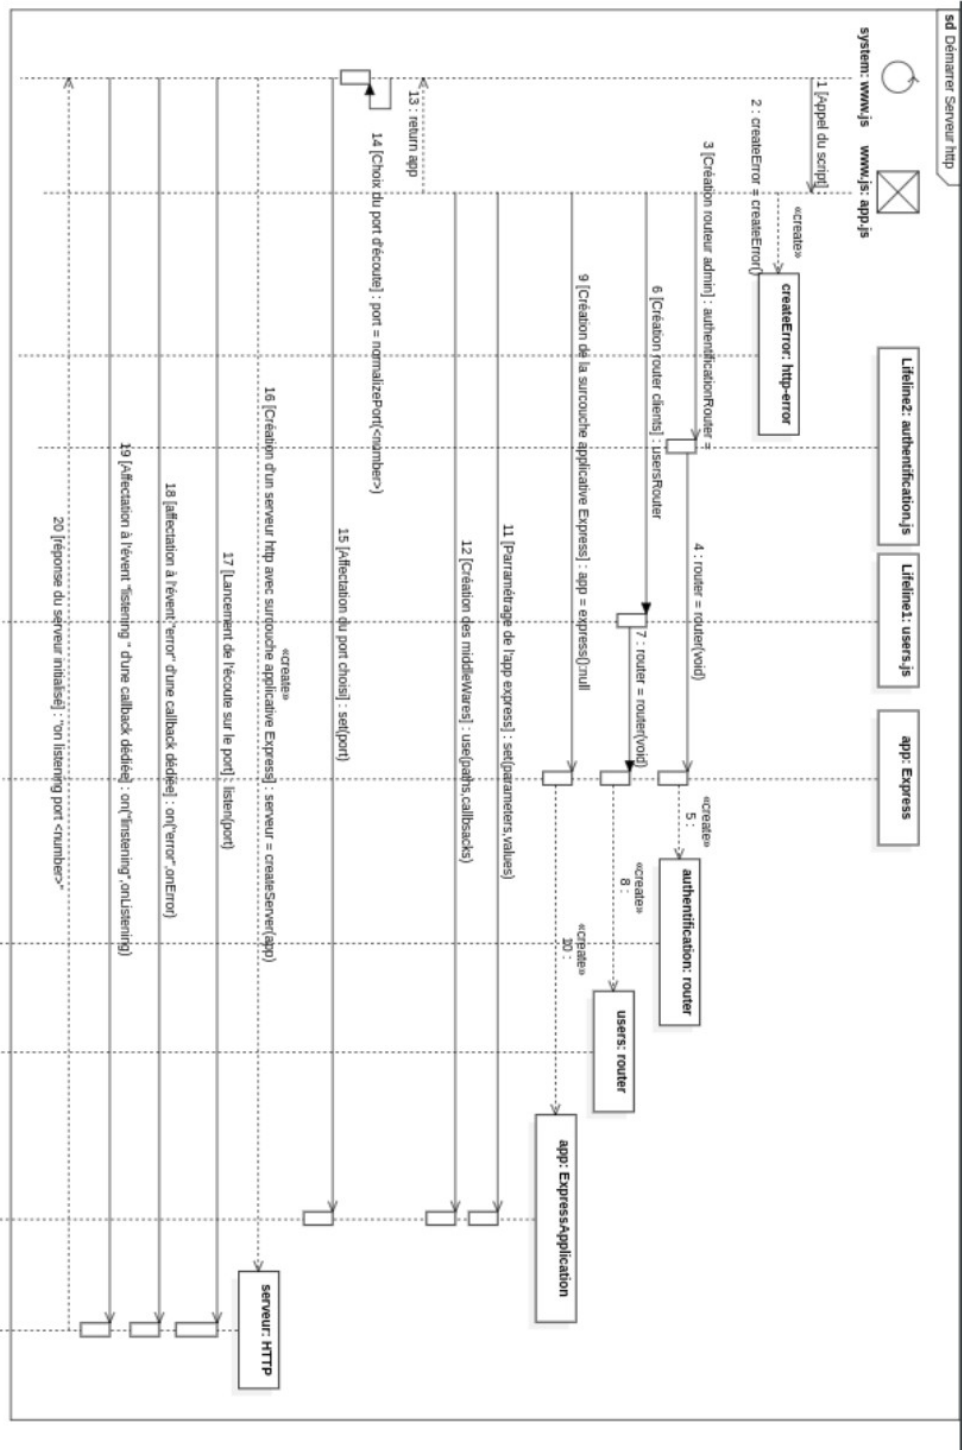 sd Démarrer Serveur http
system: www.js
www.js: app.js
Lifeline2: authentification.js
Lifeline1: users.js
app: Express
1 [Appel du script]
«create»
2 : createError = createError()
createError: http-error
3 [Création routeur admin] : authentificationRouter =
4 : router = router(void)
«create»
5 :
authentification: router
6 [Création router clients] : usersRouter
7 : router = router(void)
«create»
8 :
users: router
9 [Création de la surcouche applicative Express] : app = express():null
«create»
10 :
app: ExpressApplication
11 [Parramétrage de l'app express] : set(parameters,values)
12 [Création des middleWares] : use(paths,callbsacks)
13 : return app
14 [Choix du port d'écoute] : port = normalizePort(<number>)
15 [Affectation du port choisi] : set(port)
«create»
16 [Création d'un serveur http avec surcouche applicative Express] : serveur = createServer(app)
serveur: HTTP
17 [Lancement de l'écoute sur le port] : listen(port)
18 [affectation à l'évent "error" d'une callback dédiée] : on("error",onError)
19 [Affectation à l'évent "listening " d'une callback dédiée] : on("linstening",onListening)
20 [réponse du serveur initialisé] : "on listening port <number>"